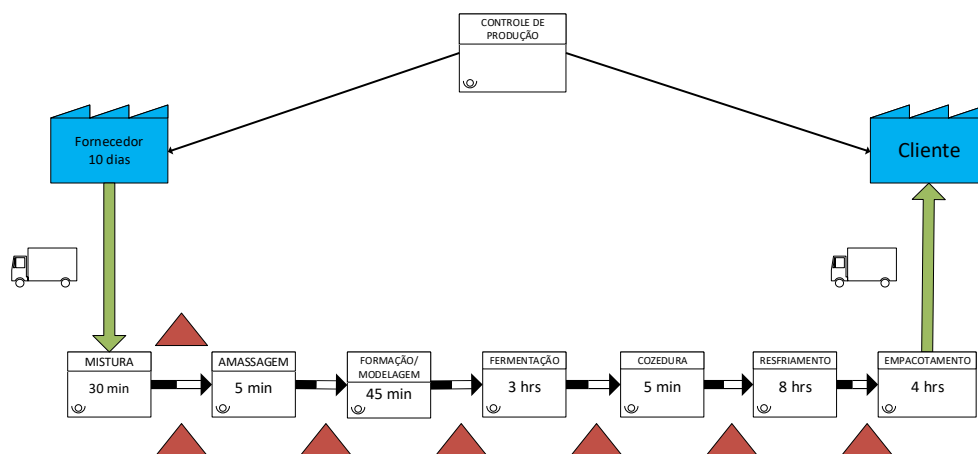 CONTROLE DE
PRODUÇÃO
Fornecedor
10 dias
Cliente
MISTURA
30 min
AMASSAGEM
5 min
FORMAÇÃO/
MODELAGEM
45 min
FERMENTAÇÃO
3 hrs
COZEDURA
5 min
RESFRIAMENTO
8 hrs
EMPACOTAMENTO
4 hrs